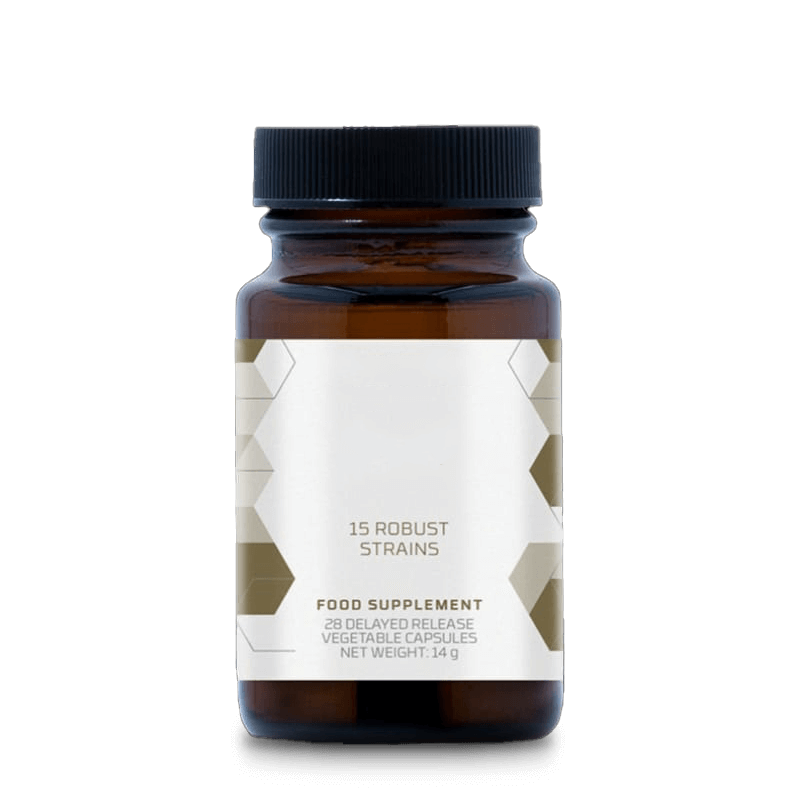 15 ROBUST
STRAINS
FOOD SUPPLEMENT
28 DELAYED RELEASE
VEGETABLE CAPSULES
NET WEIGHT: 14 g